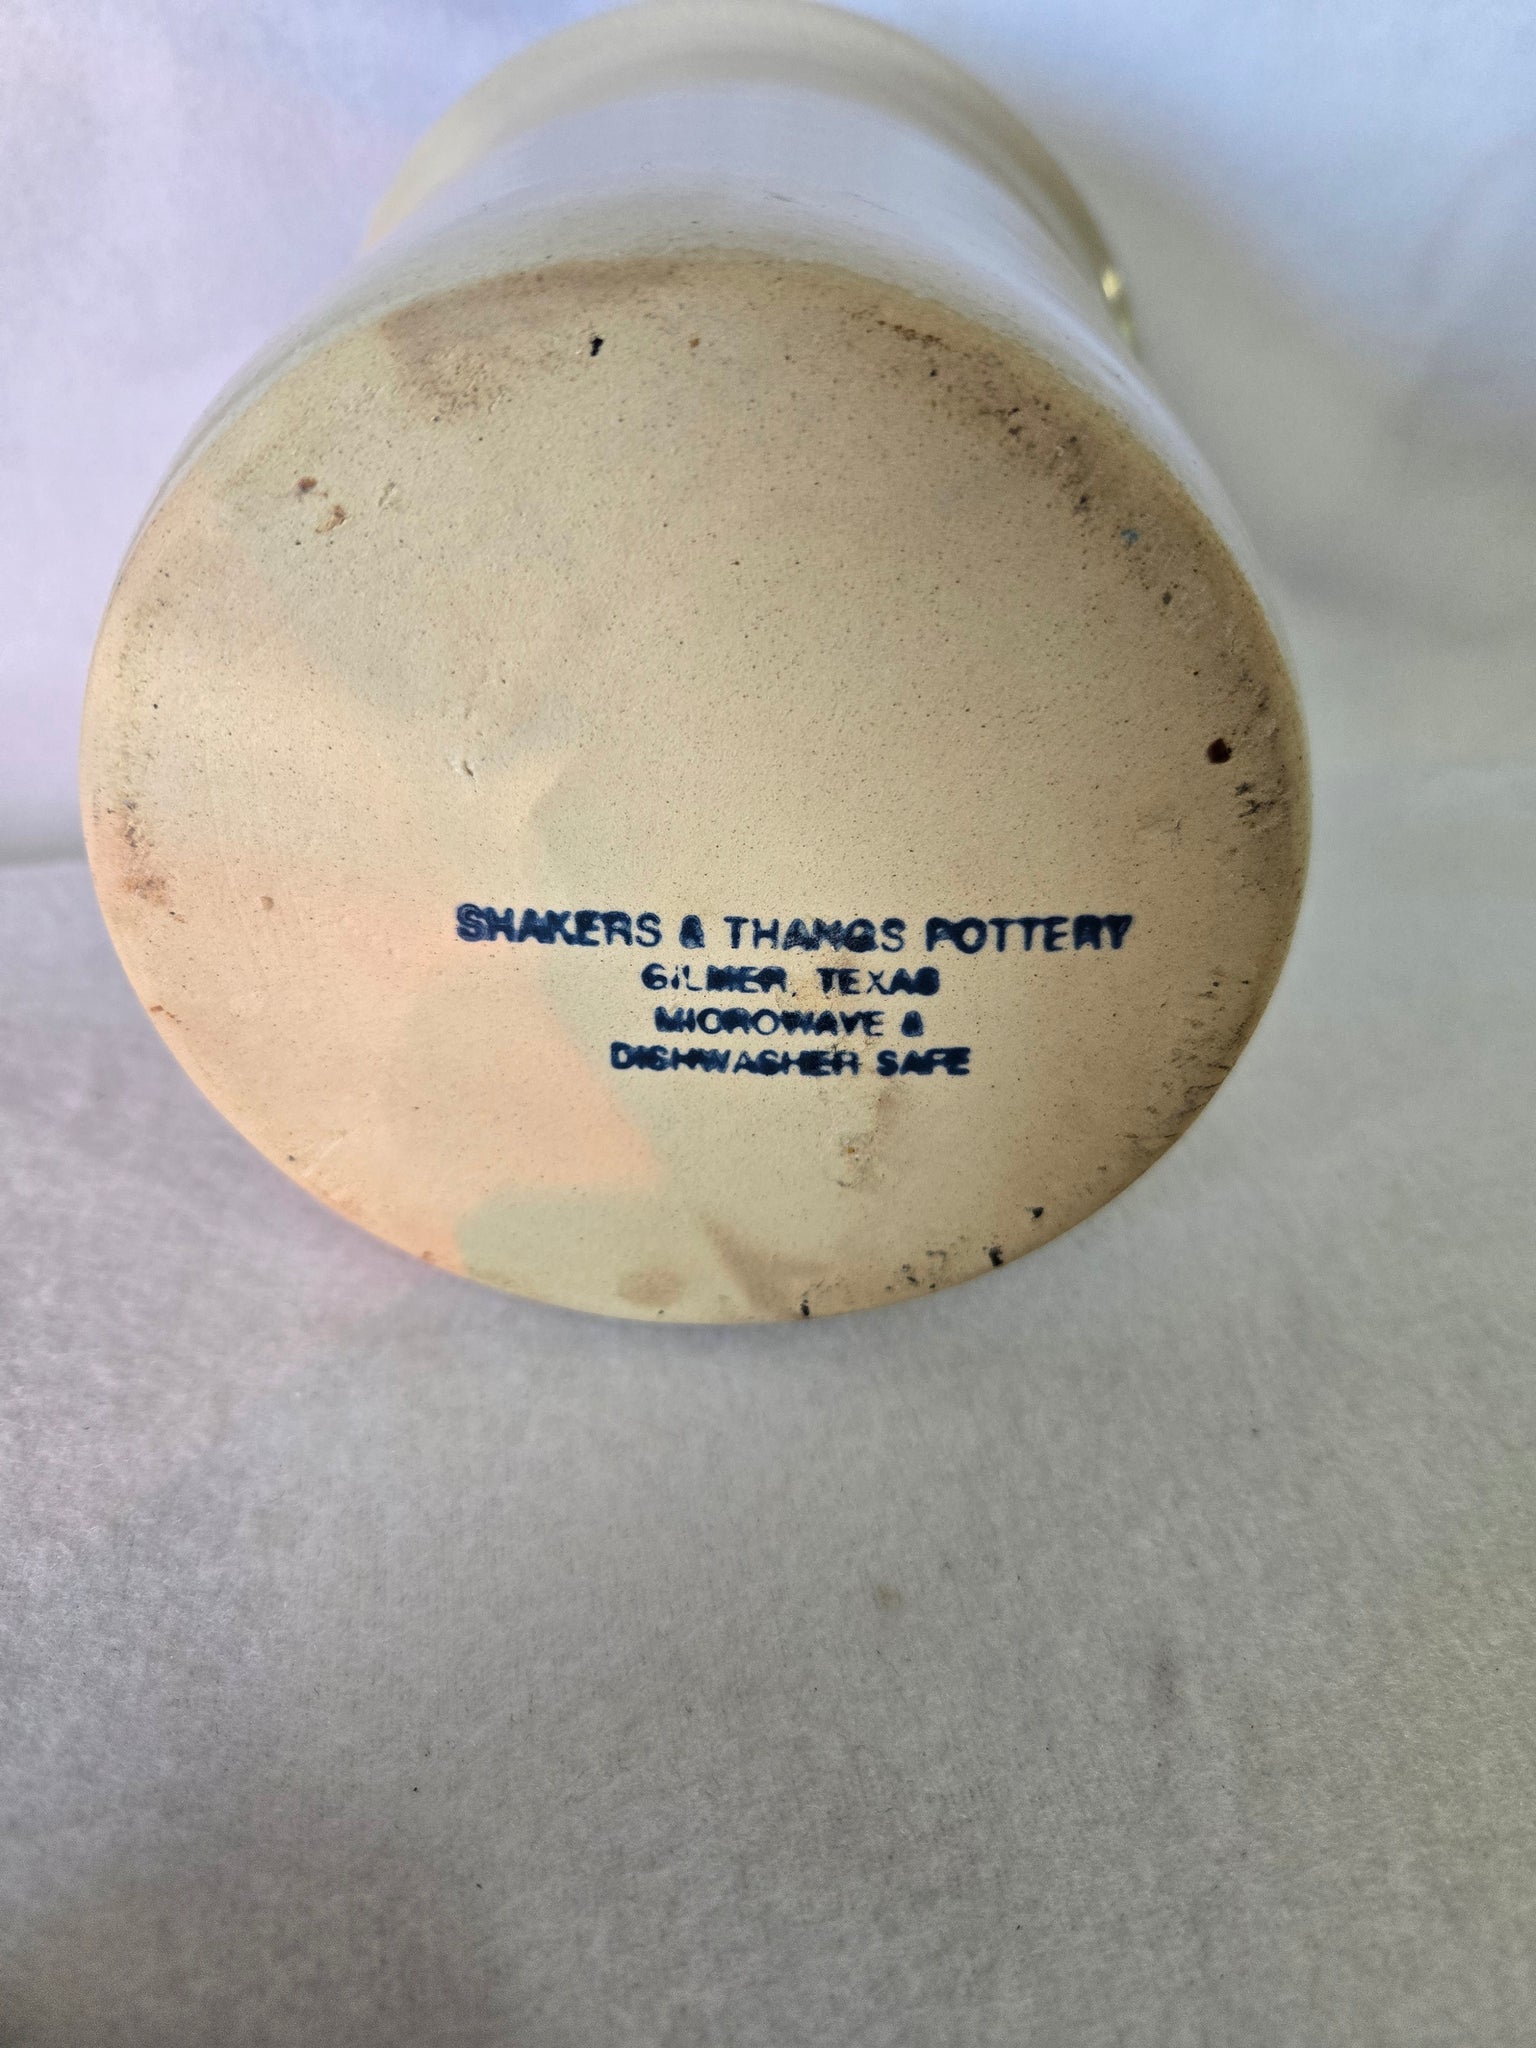 SHAKERS & THANGS POTTERY
GILMER, TEXAS
MICROWAVE &
DISHWASHER SAFE